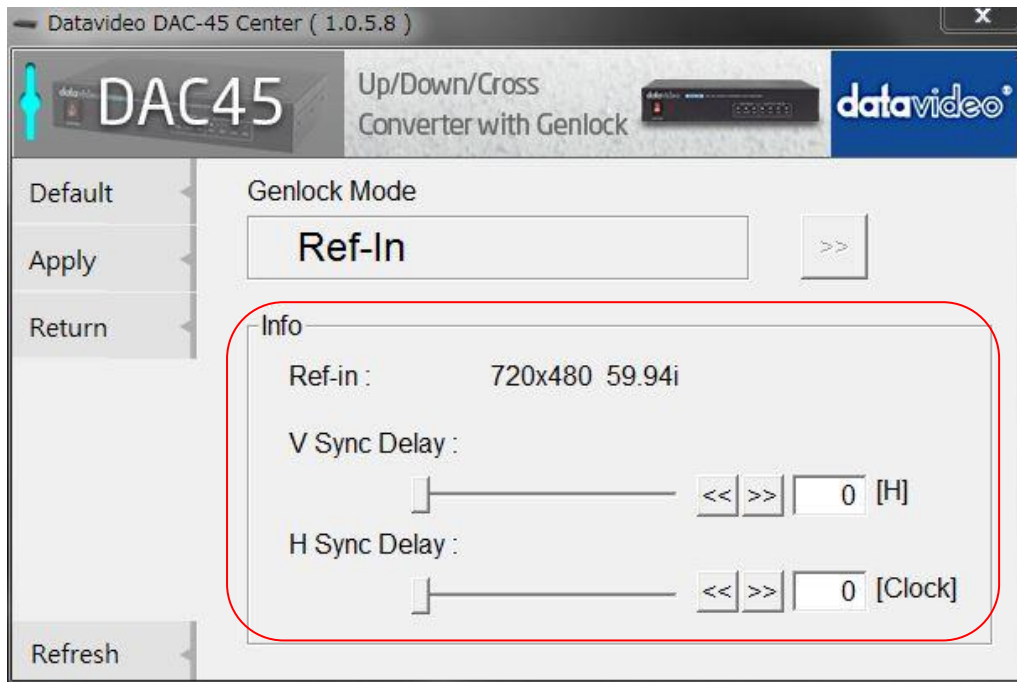 Datavideo DAC-45 Center ( 1.0.5.8 )
x
DAC45
Up/Down/Cross
Converter with Genlock
datavideo®
Default
Apply
Return
Refresh
Genlock Mode
Ref-In
>>
Info
Ref-in : 720x480 59.94i
V Sync Delay :
<< >> 0 [H]
H Sync Delay :
<< >> 0 [Clock]